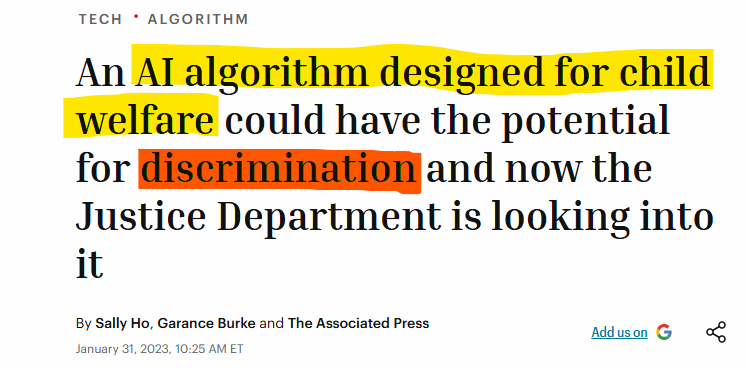 TECH • ALGORITHM
An AI algorithm designed for child
welfare could have the potential
for discrimination and now the
Justice Department is looking into
it
By Sally Ho, Garance Burke and The Associated Press
January 31, 2023, 10:25 AM ET
Add us on